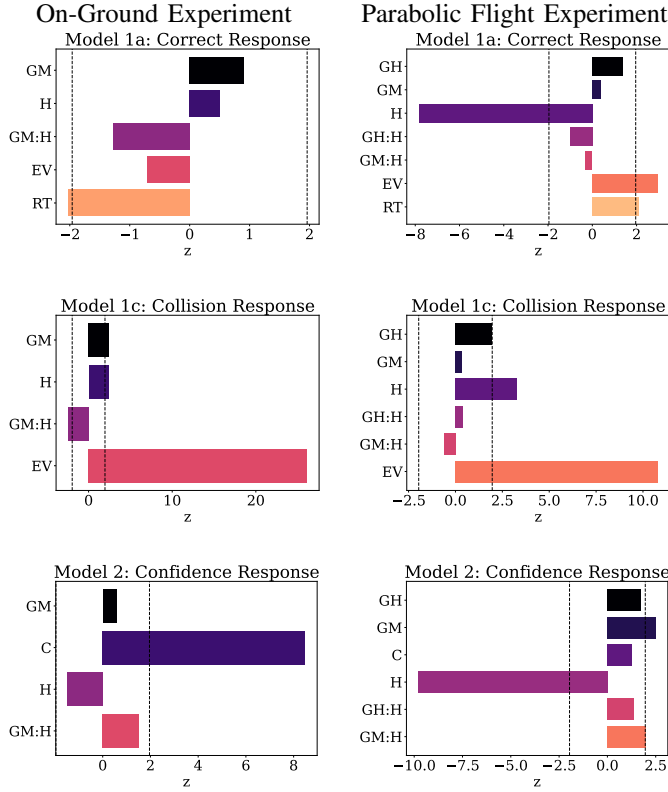 On-Ground Experiment
Parabolic Flight Experiment
Model 1a: Correct Response
GM
H
GM:H
EV
RT
−2
−1
0
1
2
z
Model 1a: Correct Response
GH
GM
H
GH:H
GM:H
EV
RT
−8
−6
−4
−2
0
2
z
Model 1c: Collision Response
GM
H
GM:H
EV
0
10
20
z
Model 1c: Collision Response
GH
GM
H
GH:H
GM:H
EV
−2.5
0.0
2.5
5.0
7.5
10.0
z
Model 2: Confidence Response
GM
C
H
GM:H
0
2
4
6
8
z
Model 2: Confidence Response
GH
GM
C
H
GH:H
GM:H
−10.0
−7.5
−5.0
−2.5
0.0
2.5
z